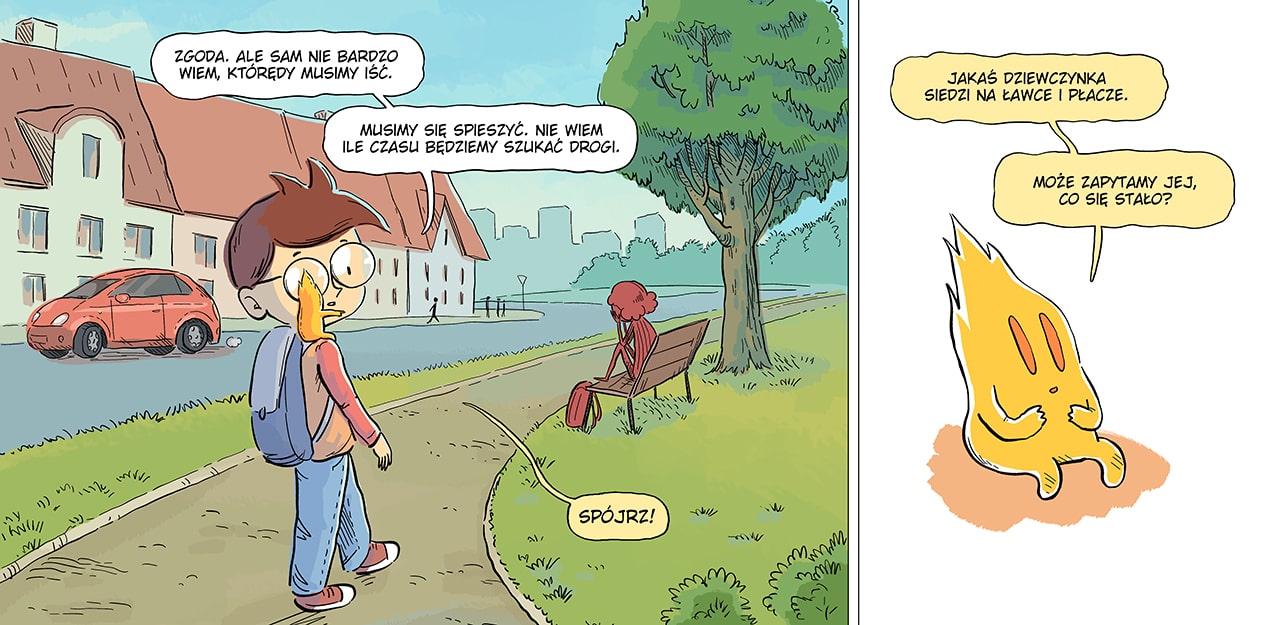 ZGODA. ALE SAM NIE BARDZO
WIEM, KTÓRĘDY MUSIMY IŚĆ.
MUSIMY SIĘ SPIESZYĆ. NIE WIEM
ILE CZASU BĘDZIEMY SZUKAĆ DROGI.
SPÓJRZ!
JAKAŚ DZIEWCZYNKA
SIEDZI NA ŁAWCE I PŁACZE.
MOŻE ZAPYTAMY JEJ,
CO SIĘ STAŁO?